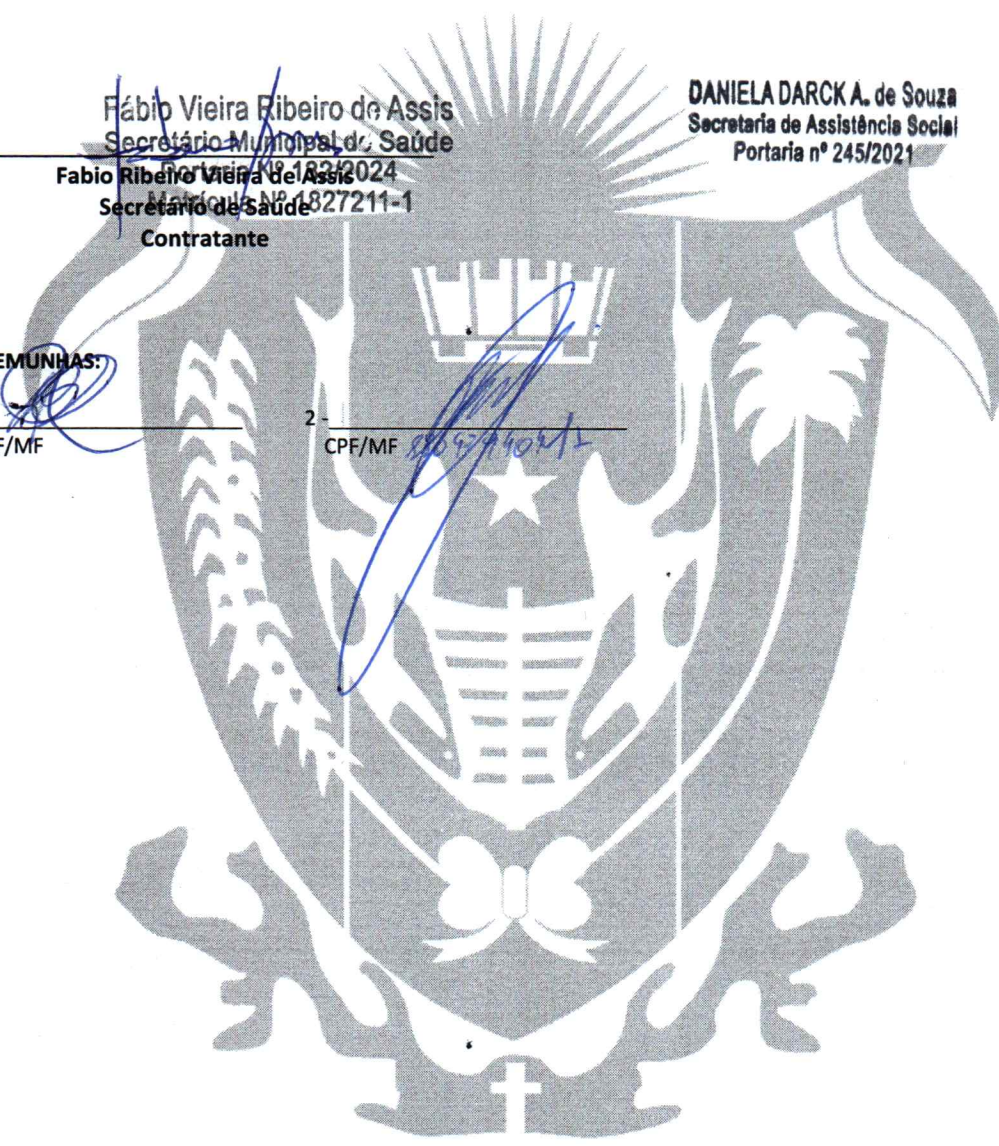 Fábio Vieira Ribeiro de Assis
Secretário Municipal de Saúde
Portaria Nº 182/2024
Matrícula Nº 1827211-1
Fabio Ribeiro Vieira de Assis
Secretário de Saúde
Contratante
DANIELA DARCK A. de Souza
Secretaria de Assistência Social
Portaria nº 245/2021
EMUNHAS:
F/MF
2 -
CPF/MF